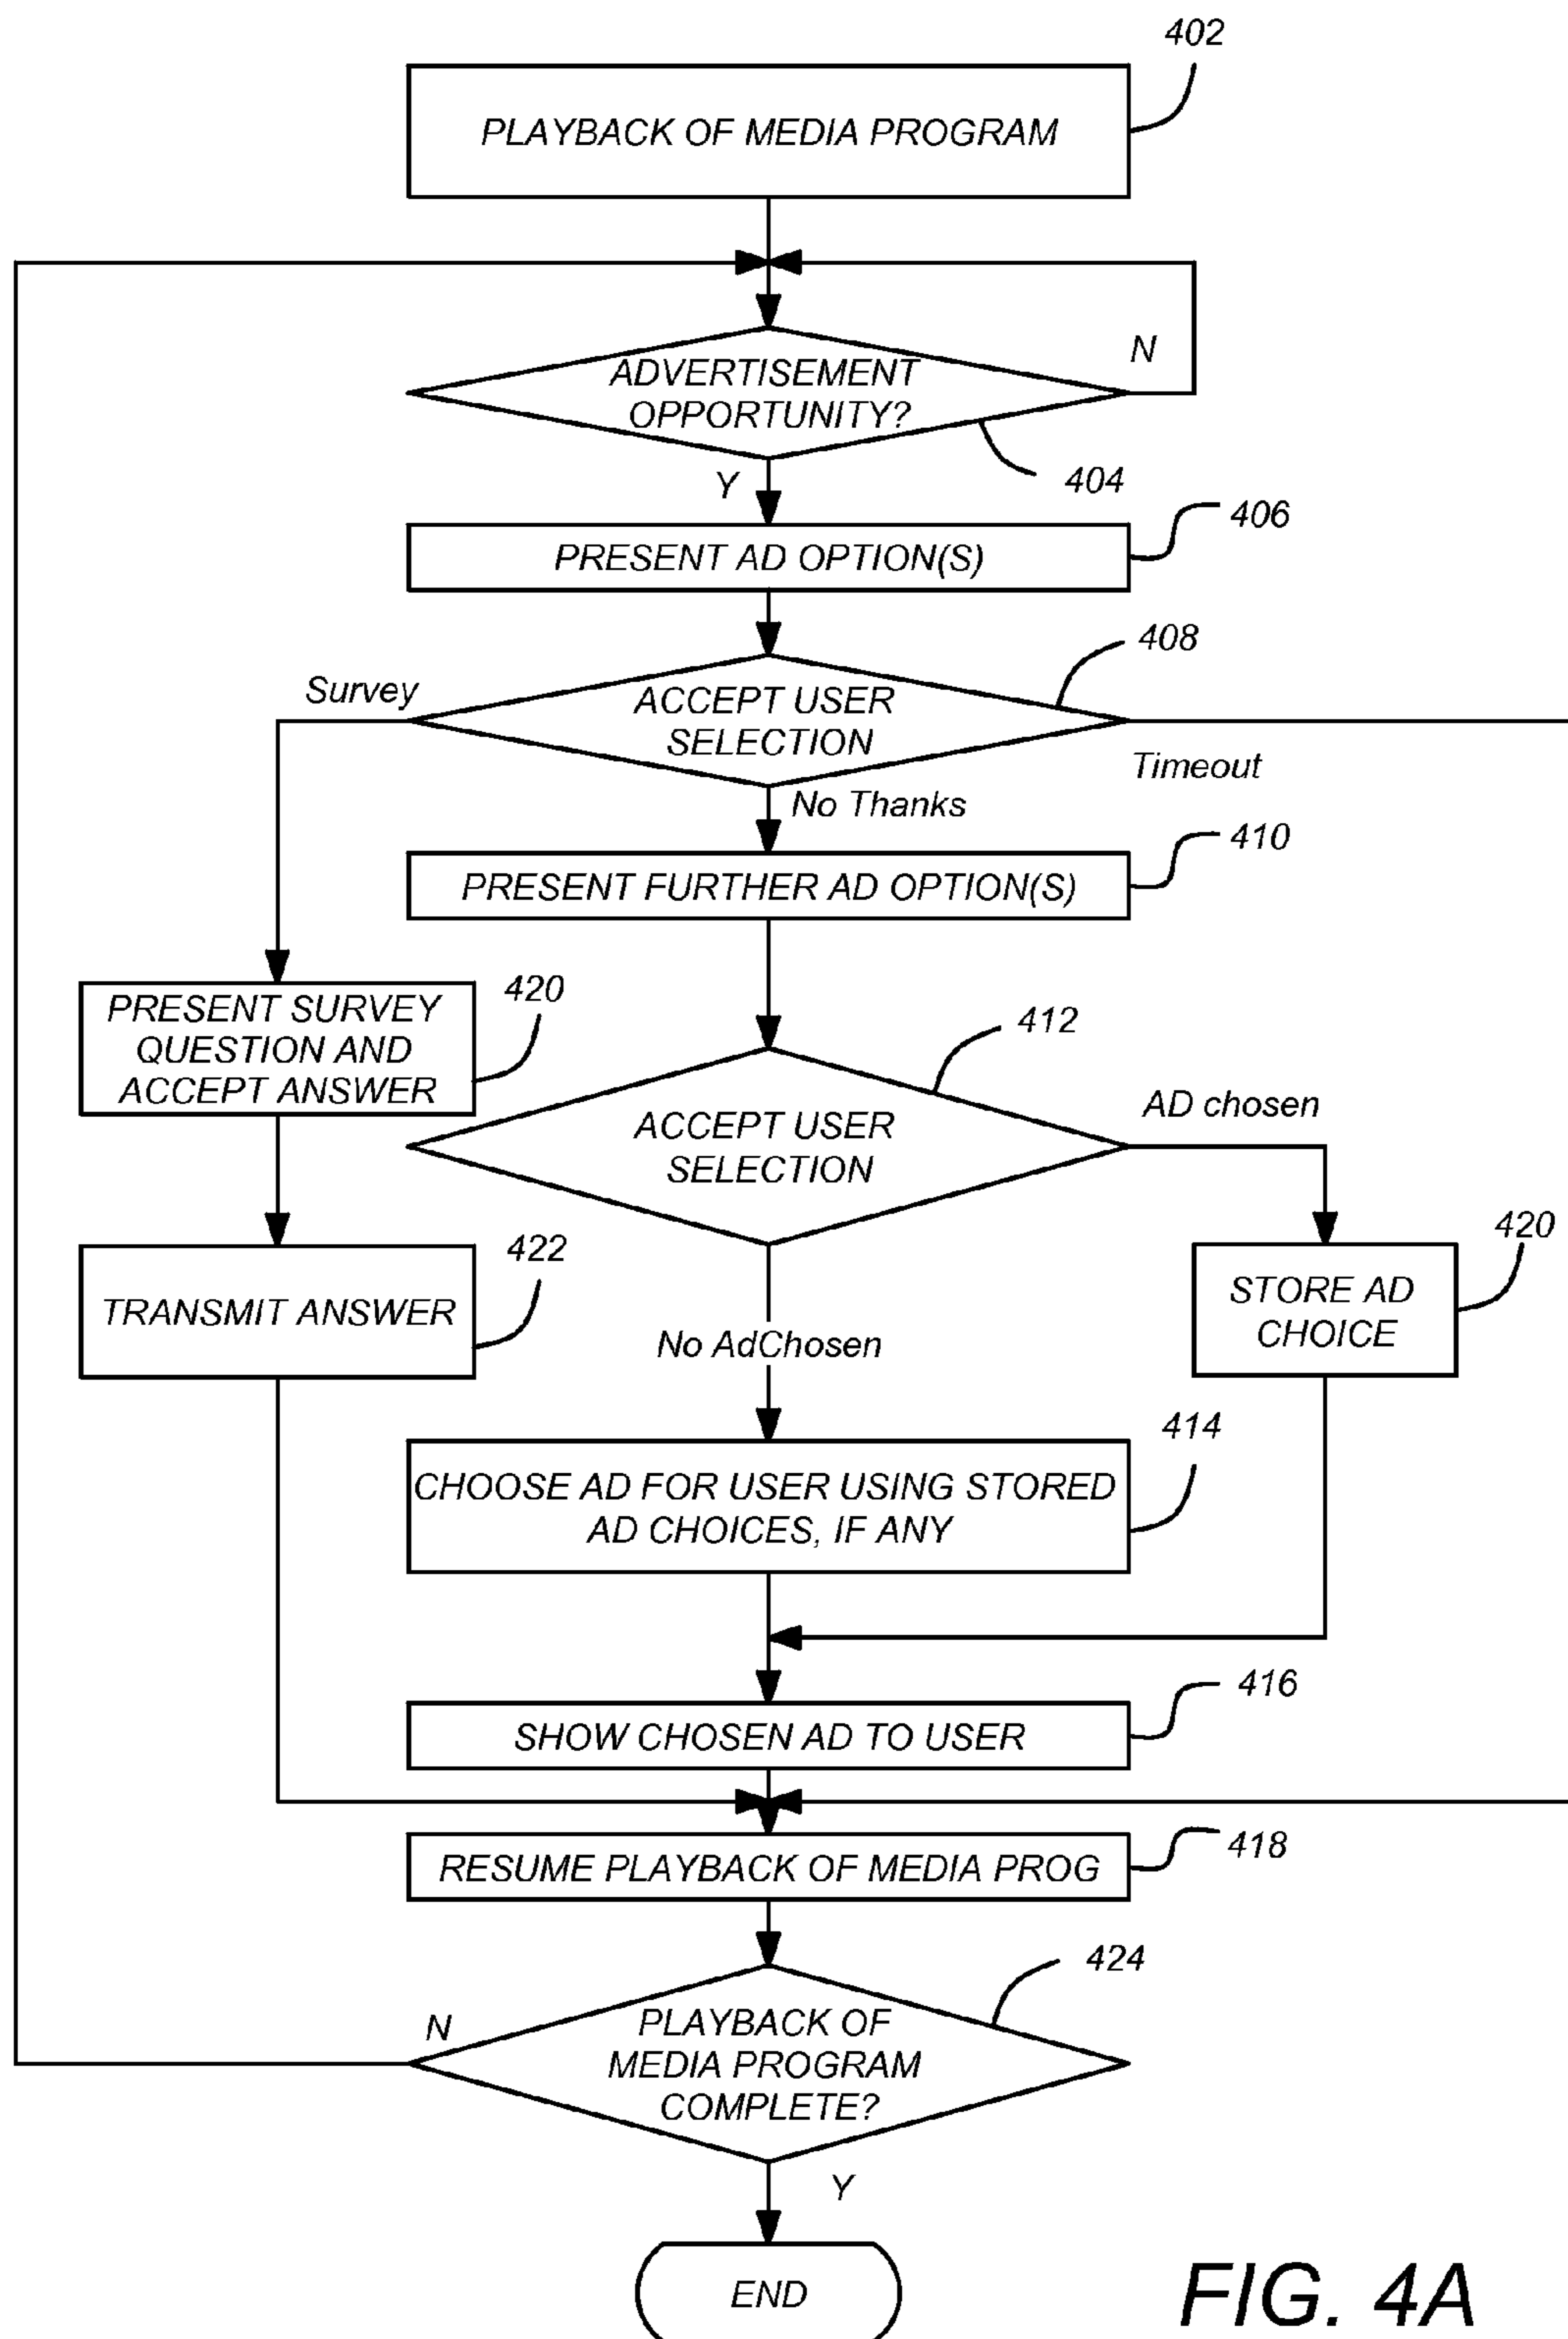 402
PLAYBACK OF MEDIA PROGRAM
N
ADVERTISEMENT
OPPORTUNITY?
404
Y
406
PRESENT AD OPTION(S)
408
Survey
ACCEPT USER
SELECTION
Timeout
No Thanks
410
PRESENT FURTHER AD OPTION(S)
420
PRESENT SURVEY
QUESTION AND
ACCEPT ANSWER
412
AD chosen
ACCEPT USER
SELECTION
420
422
STORE AD
CHOICE
TRANSMIT ANSWER
No AdChosen
414
CHOOSE AD FOR USER USING STORED
AD CHOICES, IF ANY
416
SHOW CHOSEN AD TO USER
418
RESUME PLAYBACK OF MEDIA PROG
424
N
PLAYBACK OF
MEDIA PROGRAM
COMPLETE?
Y
END
FIG. 4A